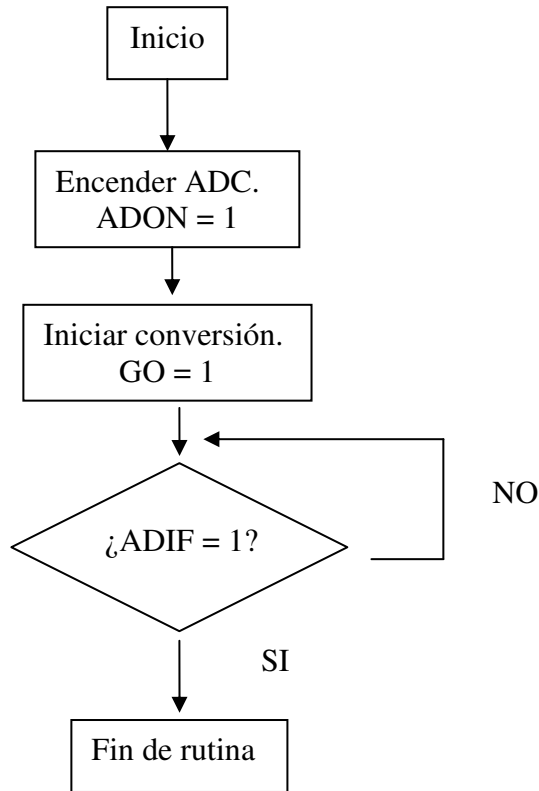 Inicio
Encender ADC.
ADON = 1
Iniciar conversión.
GO = 1
¿ADIF = 1?
NO
SI
Fin de rutina